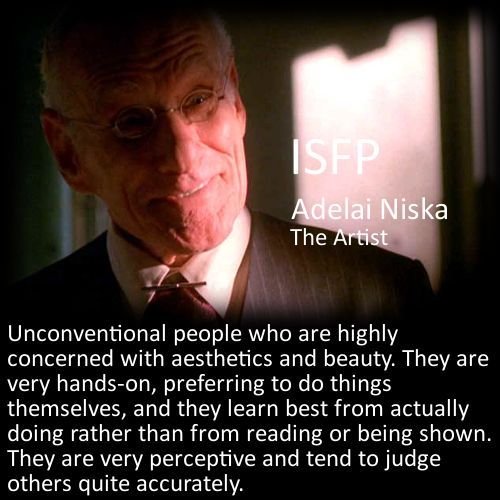 ISFP
Adelai Niska
The Artist
Unconventional people who are highly
concerned with aesthetics and beauty. They are
very hands-on, preferring to do things
themselves, and they learn best from actually
doing rather than from reading or being shown.
They are very perceptive and tend to judge
others quite accurately.